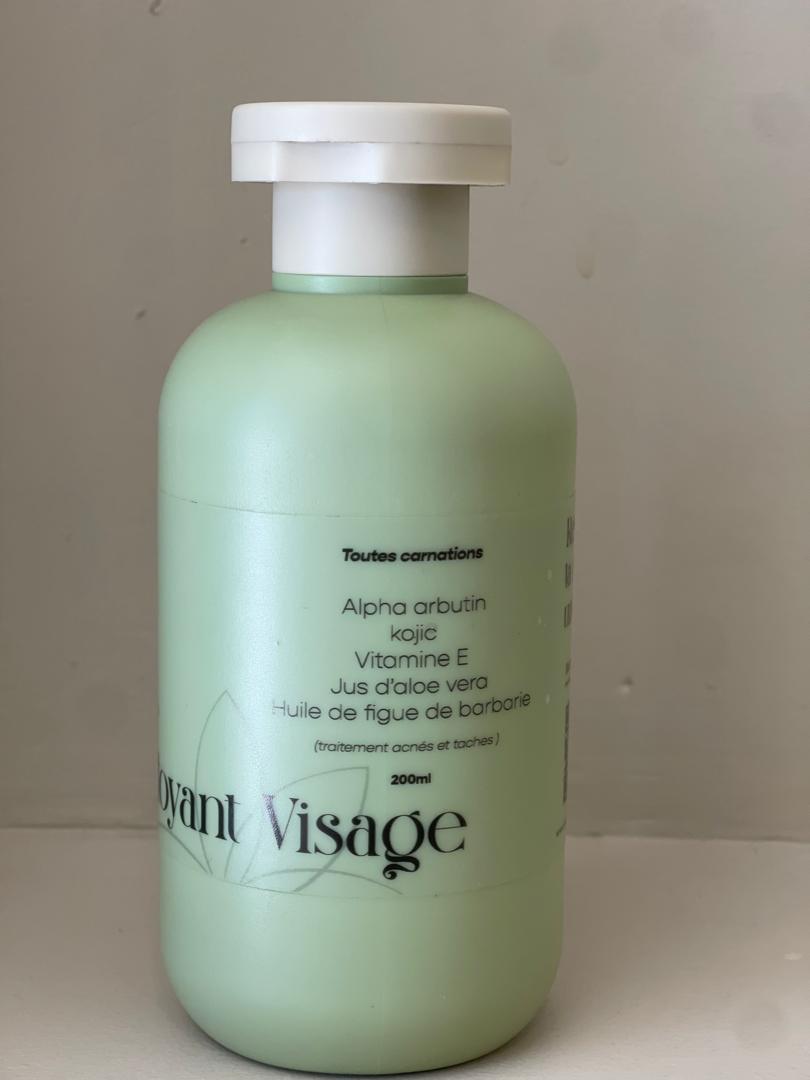 Toutes carnations
Alpha arbutin
kojic
Vitamine E
Jus d'aloe vera
Huile de figue de barbarie
(traitement acnés et taches )
200ml
Visage